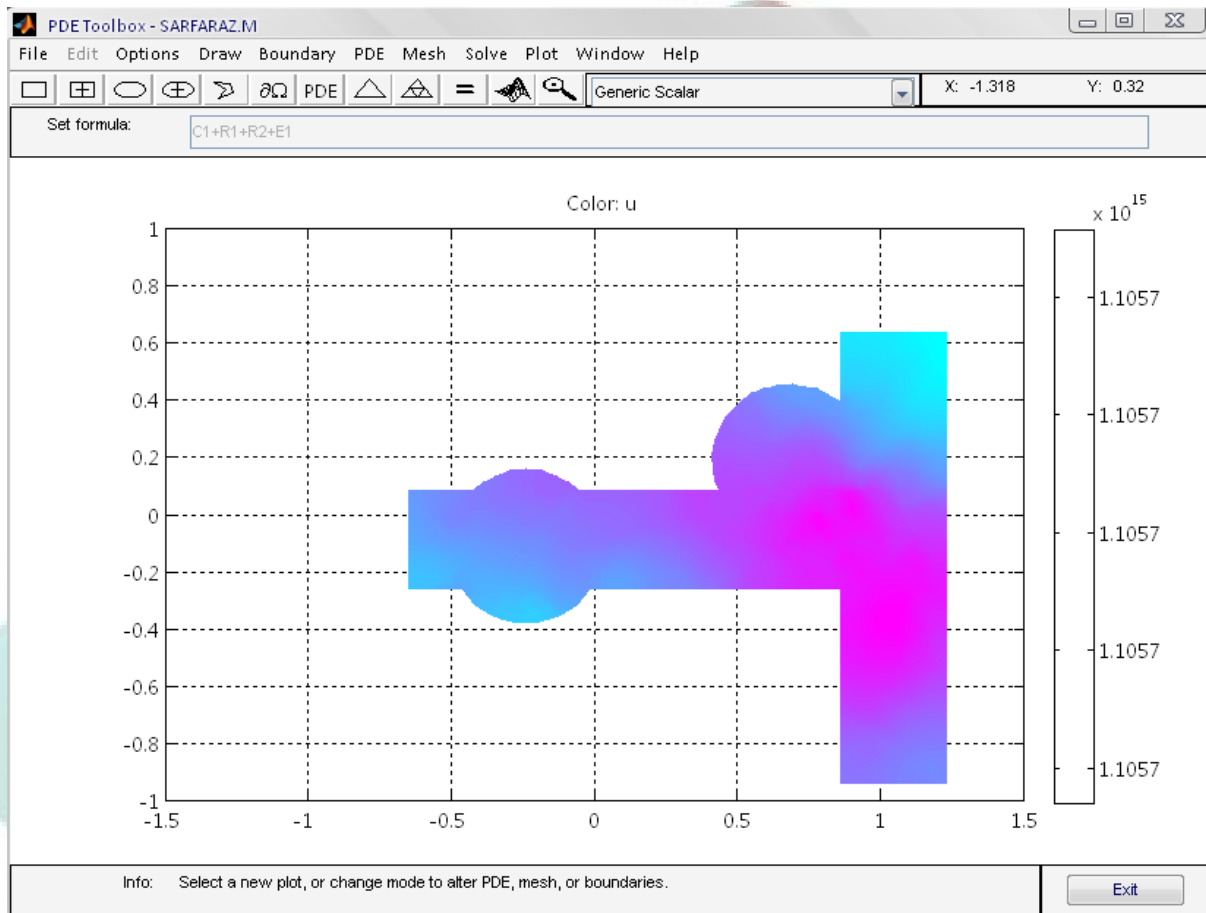 PDE Toolbox - SARFARAZ.M
File Edit Options Draw Boundary PDE Mesh Solve Plot Window Help
∂Ω PDE = Generic Scalar X: -1.318 Y: 0.32
Set formula: C1+R1+R2+E1
Color: u
x 10^15
1
0.8
0.6
0.4
0.2
0
-0.2
-0.4
-0.6
-0.8
-1
-1.5 -1 -0.5 0 0.5 1 1.5
1.1057
1.1057
1.1057
1.1057
1.1057
Info: Select a new plot, or change mode to alter PDE, mesh, or boundaries.
Exit